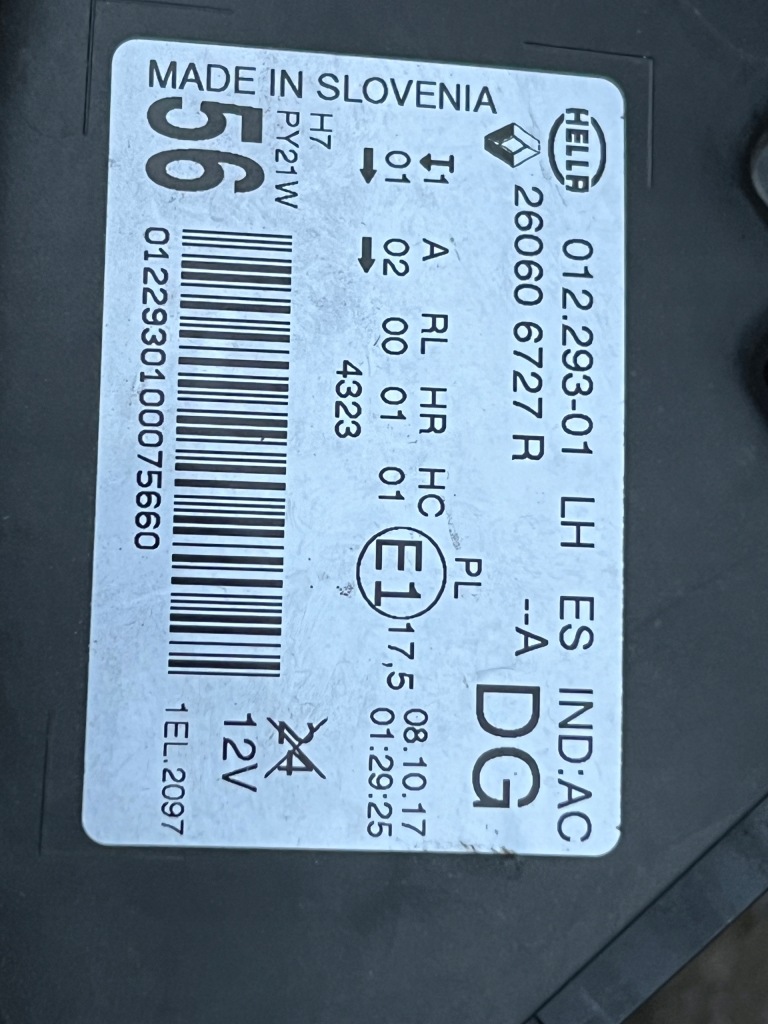 HELLA 012.293-01 LH ES IND:AC
26060 6727 R --A DG
MADE IN SLOVENIA
1 A RL HR HC PL
01 02 00 01 01 E1 17,5 08.10.17
01:29:25
4323
H7
PY21W
56
24
12V
0122930100075660
1EL.2097